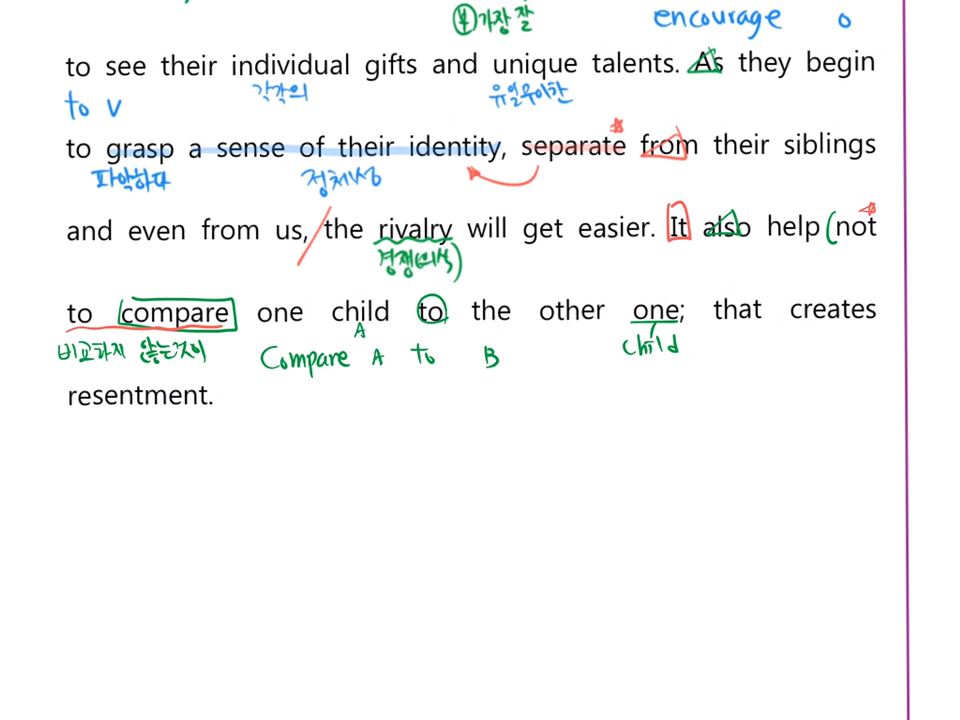 (부) 가장 잘 encourage o
to see their individual gifts and unique talents. As they begin
to v 각각의 유일무이한
to grasp a sense of their identity, separate from their siblings
파악하다 정체성
and even from us, / the rivalry will get easier. It also help (not
경쟁(의식)
to compare one child to the other one; that creates
비교하지 않는것이 Compare A to B child
A
resentment.